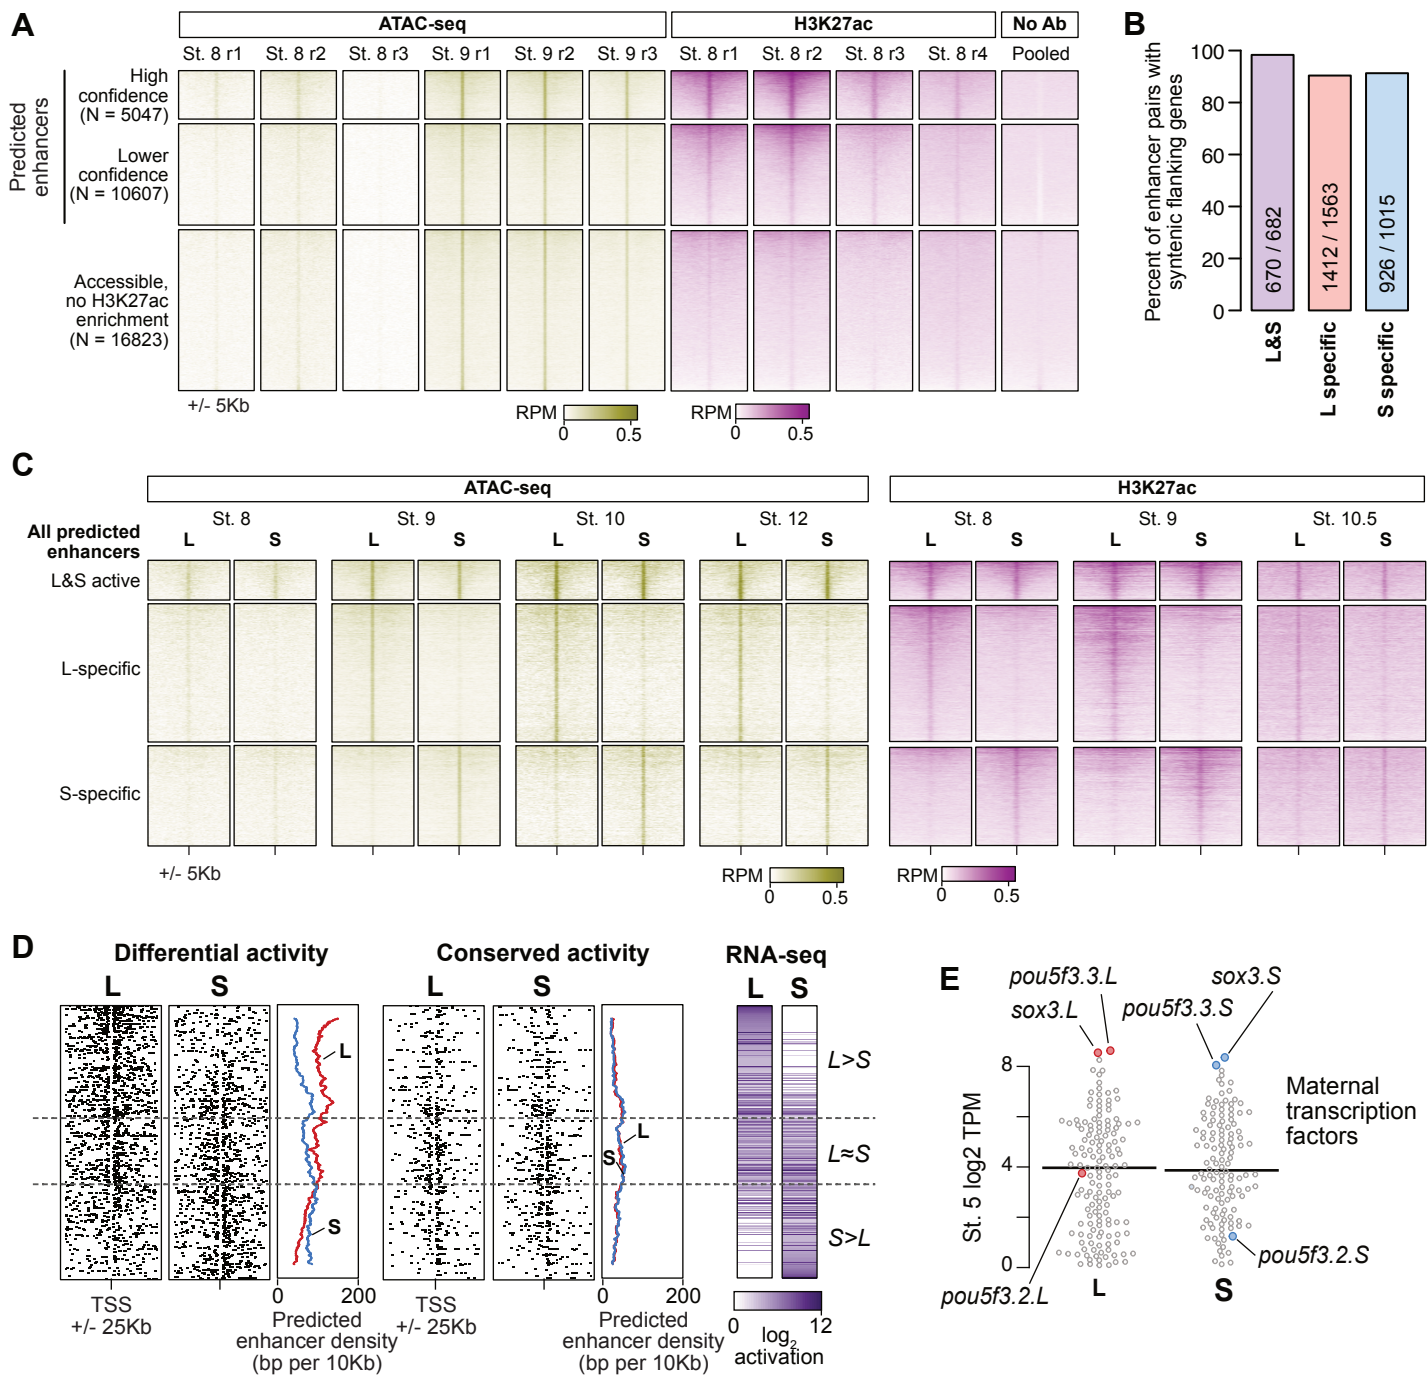 A
ATAC-seq
H3K27ac
No Ab
St. 8 r1
St. 8 r2
St. 8 r3
St. 9 r1
St. 9 r2
St. 9 r3
St. 8 r1
St. 8 r2
St. 8 r3
St. 8 r4
Pooled
Predicted
enhancers
High
confidence
(N = 5047)
Lower
confidence
(N = 10607)
Accessible,
no H3K27ac
enrichment
(N = 16823)
+/- 5Kb
RPM
0
0.5
RPM
0
0.5
B
Percent of enhancer pairs with
syntenic flanking genes
100
80
60
40
20
0
670 / 682
1412 / 1563
926 / 1015
L&S
L specific
S specific
C
ATAC-seq
H3K27ac
St. 8
St. 9
St. 10
St. 12
St. 8
St. 9
St. 10.5
All predicted
enhancers
L
S
L
S
L
S
L
S
L
S
L
S
L
S
L&S active
L-specific
S-specific
+/- 5Kb
RPM
0
0.5
RPM
0
0.5
D
Differential activity
Conserved activity
RNA-seq
L
S
L
S
L
S
L
S
L
S
L>S
L≈S
S>L
TSS
+/- 25Kb
0
200
Predicted
enhancer density
(bp per 10Kb)
TSS
+/- 25Kb
0
200
Predicted
enhancer density
(bp per 10Kb)
0
12
log2
activation
E
pou5f3.3.L
sox3.L
sox3.S
pou5f3.3.S
St. 5 log2 TPM
8
4
0
Maternal
transcription
factors
pou5f3.2.L
pou5f3.2.S
L
S